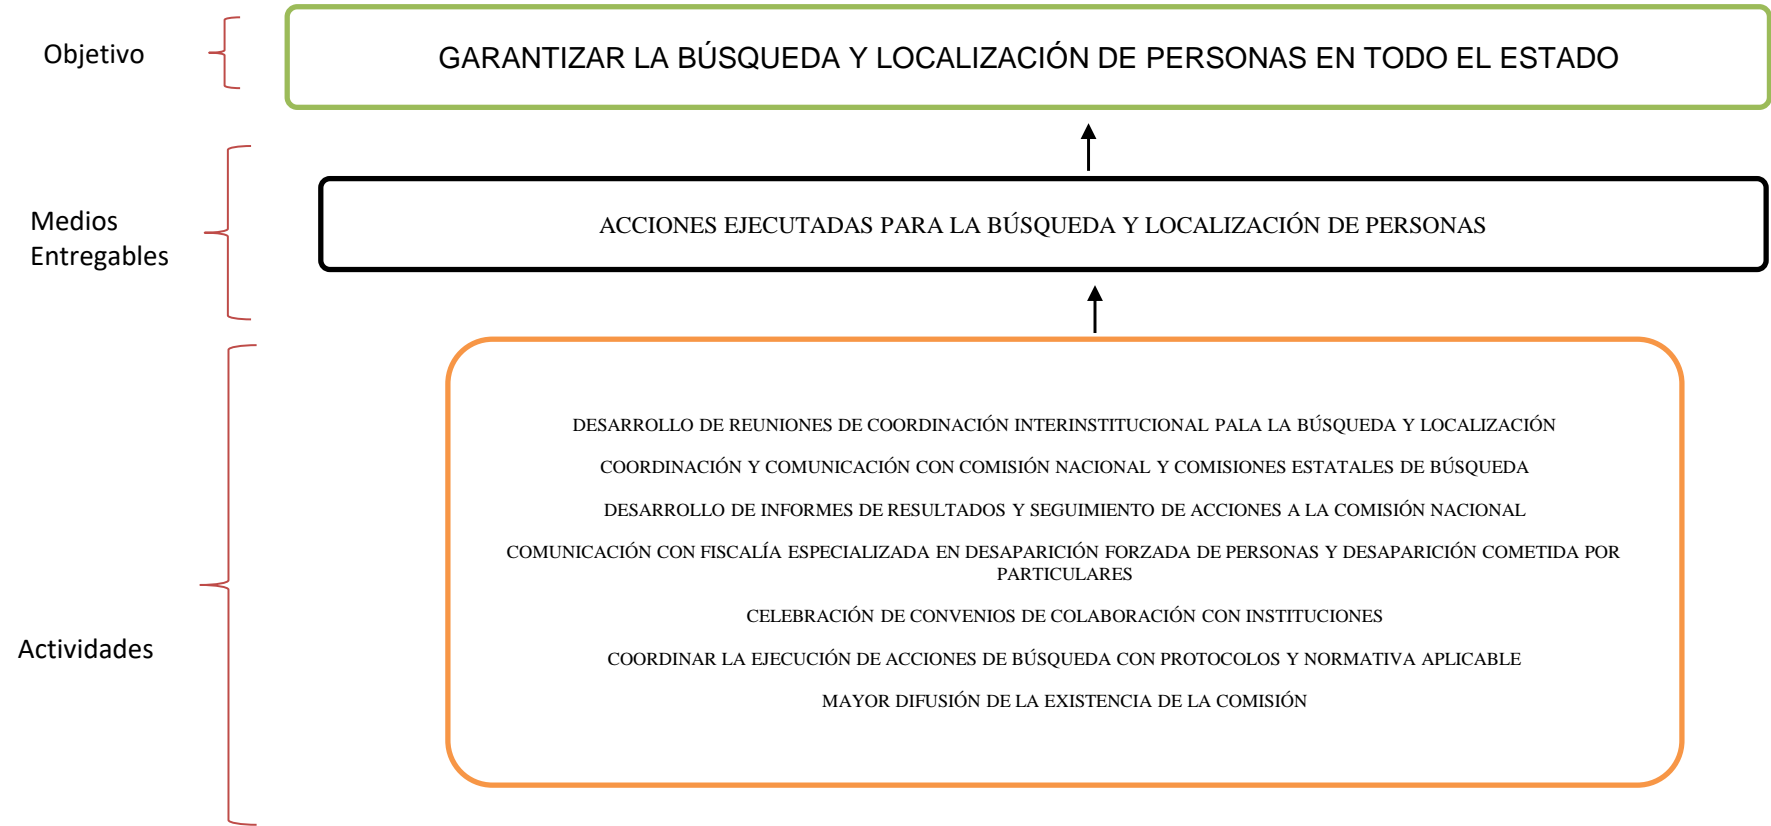 Objetivo
GARANTIZAR LA BÚSQUEDA Y LOCALIZACIÓN DE PERSONAS EN TODO EL ESTADO
Medios
Entregables
ACCIONES EJECUTADAS PARA LA BÚSQUEDA Y LOCALIZACIÓN DE PERSONAS
Actividades
DESARROLLO DE REUNIONES DE COORDINACIÓN INTERINSTITUCIONAL PALA LA BÚSQUEDA Y LOCALIZACIÓN
COORDINACIÓN Y COMUNICACIÓN CON COMISIÓN NACIONAL Y COMISIONES ESTATALES DE BÚSQUEDA
DESARROLLO DE INFORMES DE RESULTADOS Y SEGUIMIENTO DE ACCIONES A LA COMISIÓN NACIONAL
COMUNICACIÓN CON FISCALÍA ESPECIALIZADA EN DESAPARICIÓN FORZADA DE PERSONAS Y DESAPARICIÓN COMETIDA POR
PARTICULARES
CELEBRACIÓN DE CONVENIOS DE COLABORACIÓN CON INSTITUCIONES
COORDINAR LA EJECUCIÓN DE ACCIONES DE BÚSQUEDA CON PROTOCOLOS Y NORMATIVA APLICABLE
MAYOR DIFUSIÓN DE LA EXISTENCIA DE LA COMISIÓN